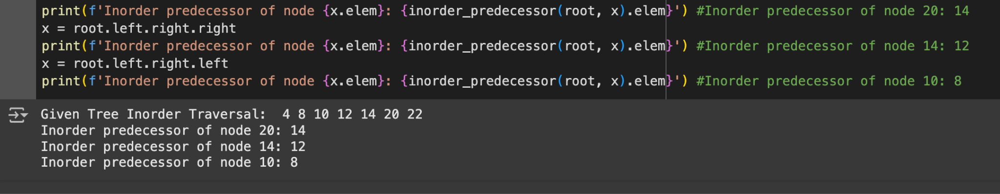 print(f'Inorder predecessor of node {x.elem}: {inorder_predecessor(root, x).elem}') #Inorder predecessor of node 20: 14
x = root.left.right.right
print(f'Inorder predecessor of node {x.elem}: {inorder_predecessor(root, x).elem}') #Inorder predecessor of node 14: 12
x = root.left.right.left
print(f'Inorder predecessor of node {x.elem}: {inorder_predecessor(root, x).elem}') #Inorder predecessor of node 10: 8
Given Tree Inorder Traversal:  4 8 10 12 14 20 22
Inorder predecessor of node 20: 14
Inorder predecessor of node 14: 12
Inorder predecessor of node 10: 8